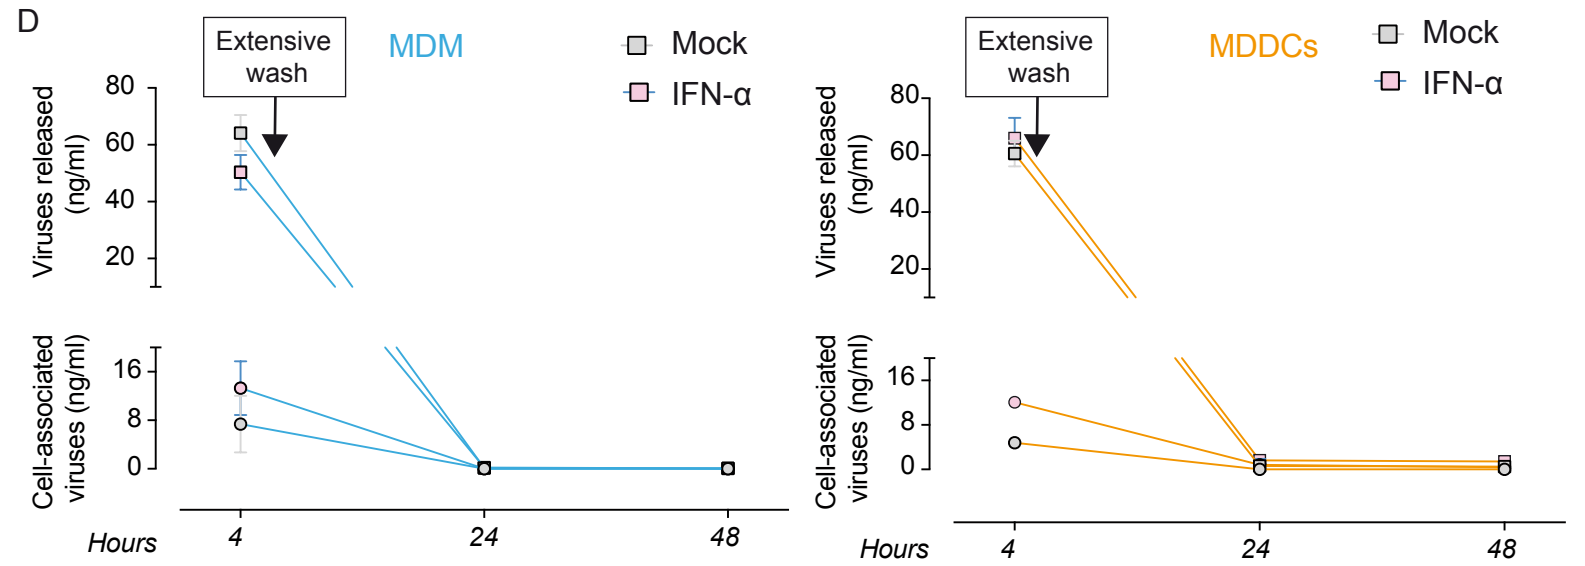 D
Extensive
wash
MDM
Mock
IFN-α
Viruses released
(ng/ml)
80
60
40
20
Cell-associated
viruses (ng/ml)
16
8
0
Hours
4
24
48
Extensive
wash
MDDCs
Mock
IFN-α
Viruses released
(ng/ml)
80
60
40
20
Cell-associated
viruses (ng/ml)
16
8
0
Hours
4
24
48